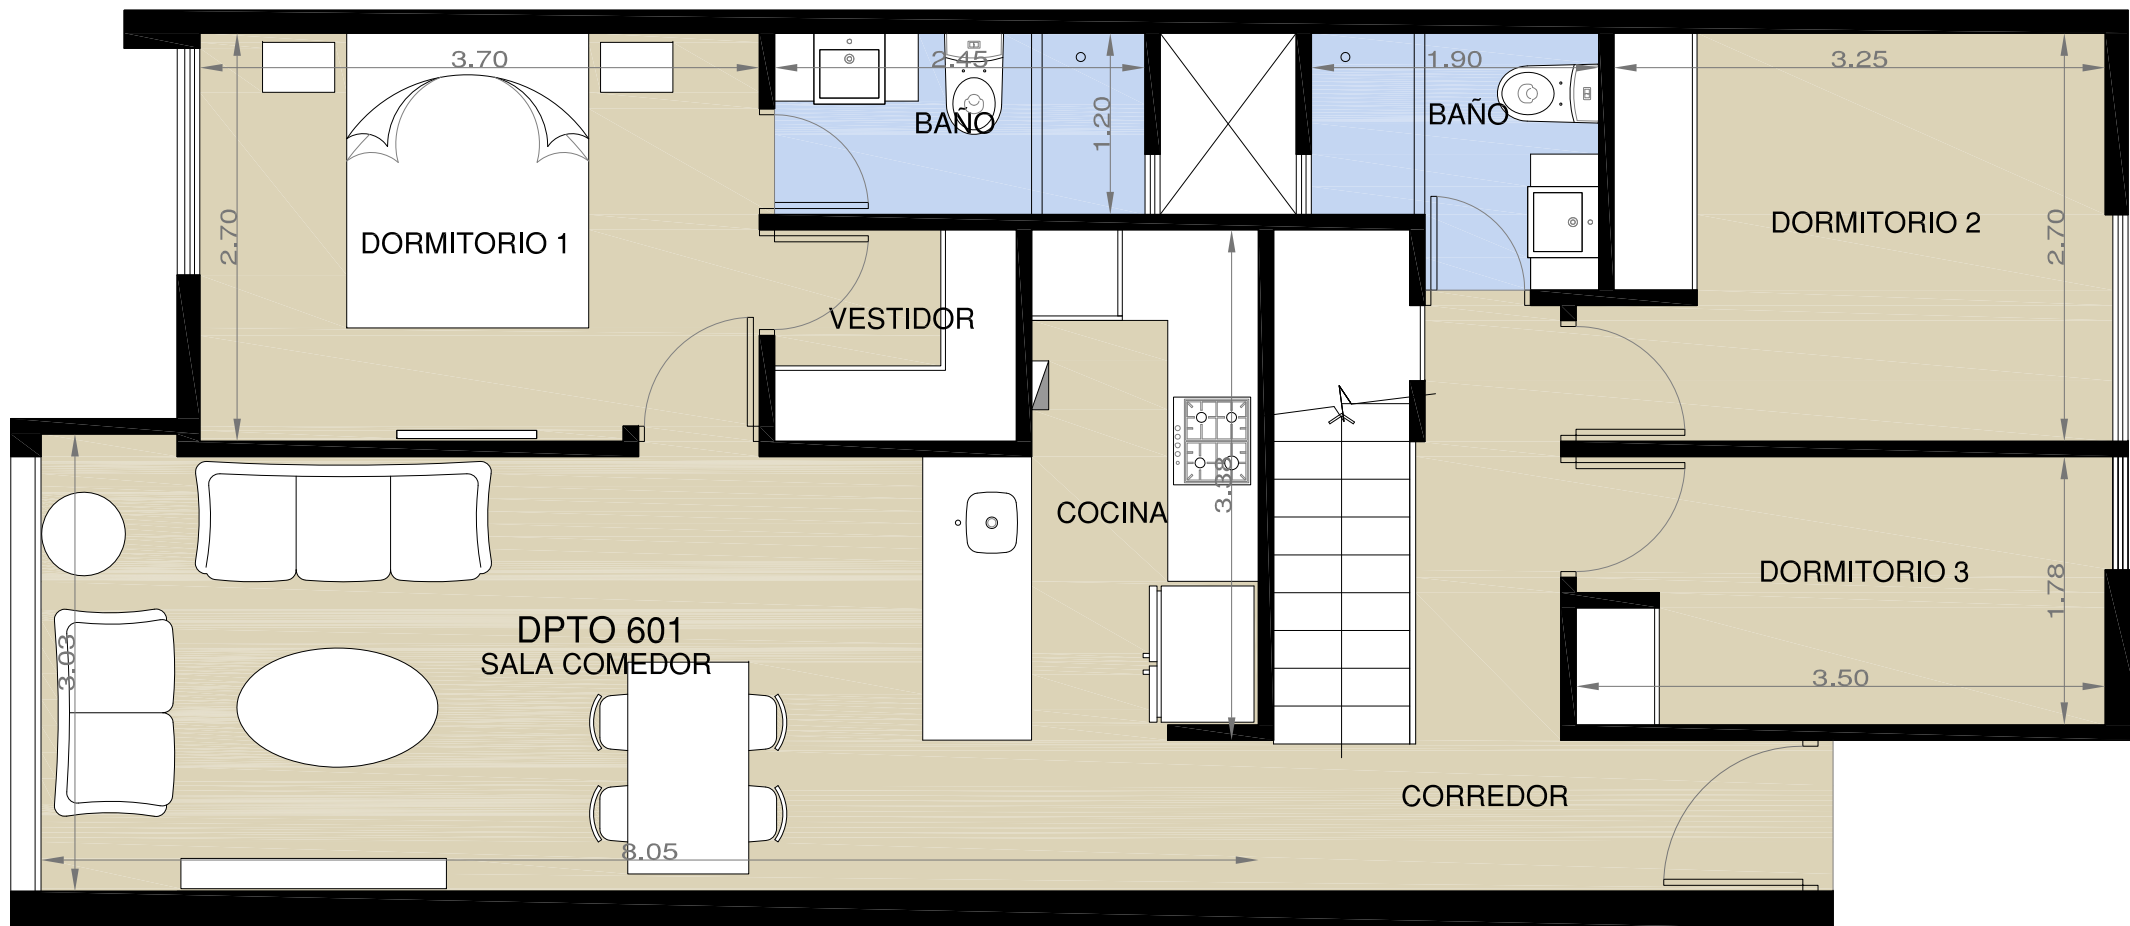 3.70
2.45
1.90
3.25
BAÑO
1.20
BAÑO
2.70
DORMITORIO 1
DORMITORIO 2
2.70
VESTIDOR
3.38
COCINA
DORMITORIO 3
1.78
DPTO 601
SALA COMEDOR
3.03
3.50
CORREDOR
8.05